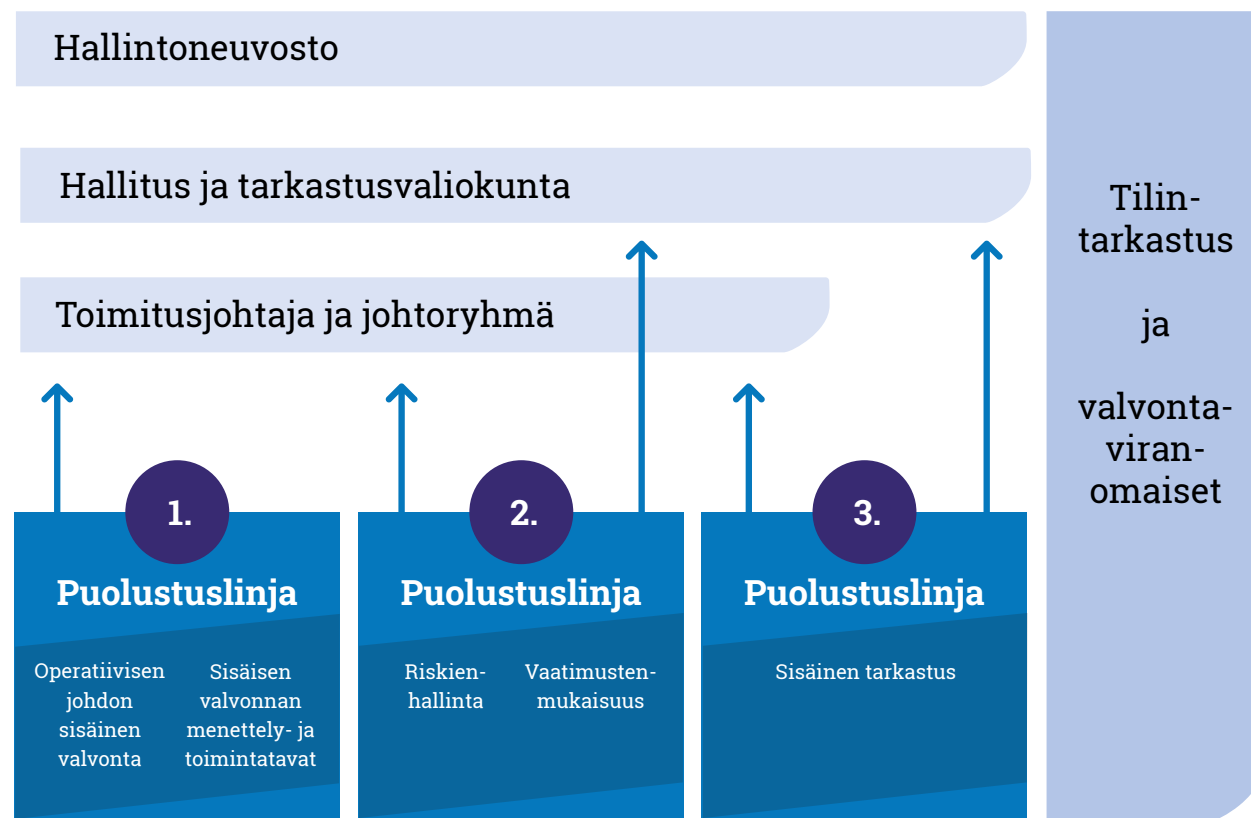 Hallintoneuvosto
Hallitus ja tarkastusvaliokunta
Toimitusjohtaja ja johtoryhmä
1.
Puolustuslinja
Operatiivisen
johdon
sisäinen
valvonta
Sisäisen
valvonnan
menettely- ja
toimintatavat
2.
Puolustuslinja
Riskien-
hallinta
Vaatimusten-
mukaisuus
3.
Puolustuslinja
Sisäinen tarkastus
Tilin-
tarkastus
ja
valvonta-
viran-
omaiset